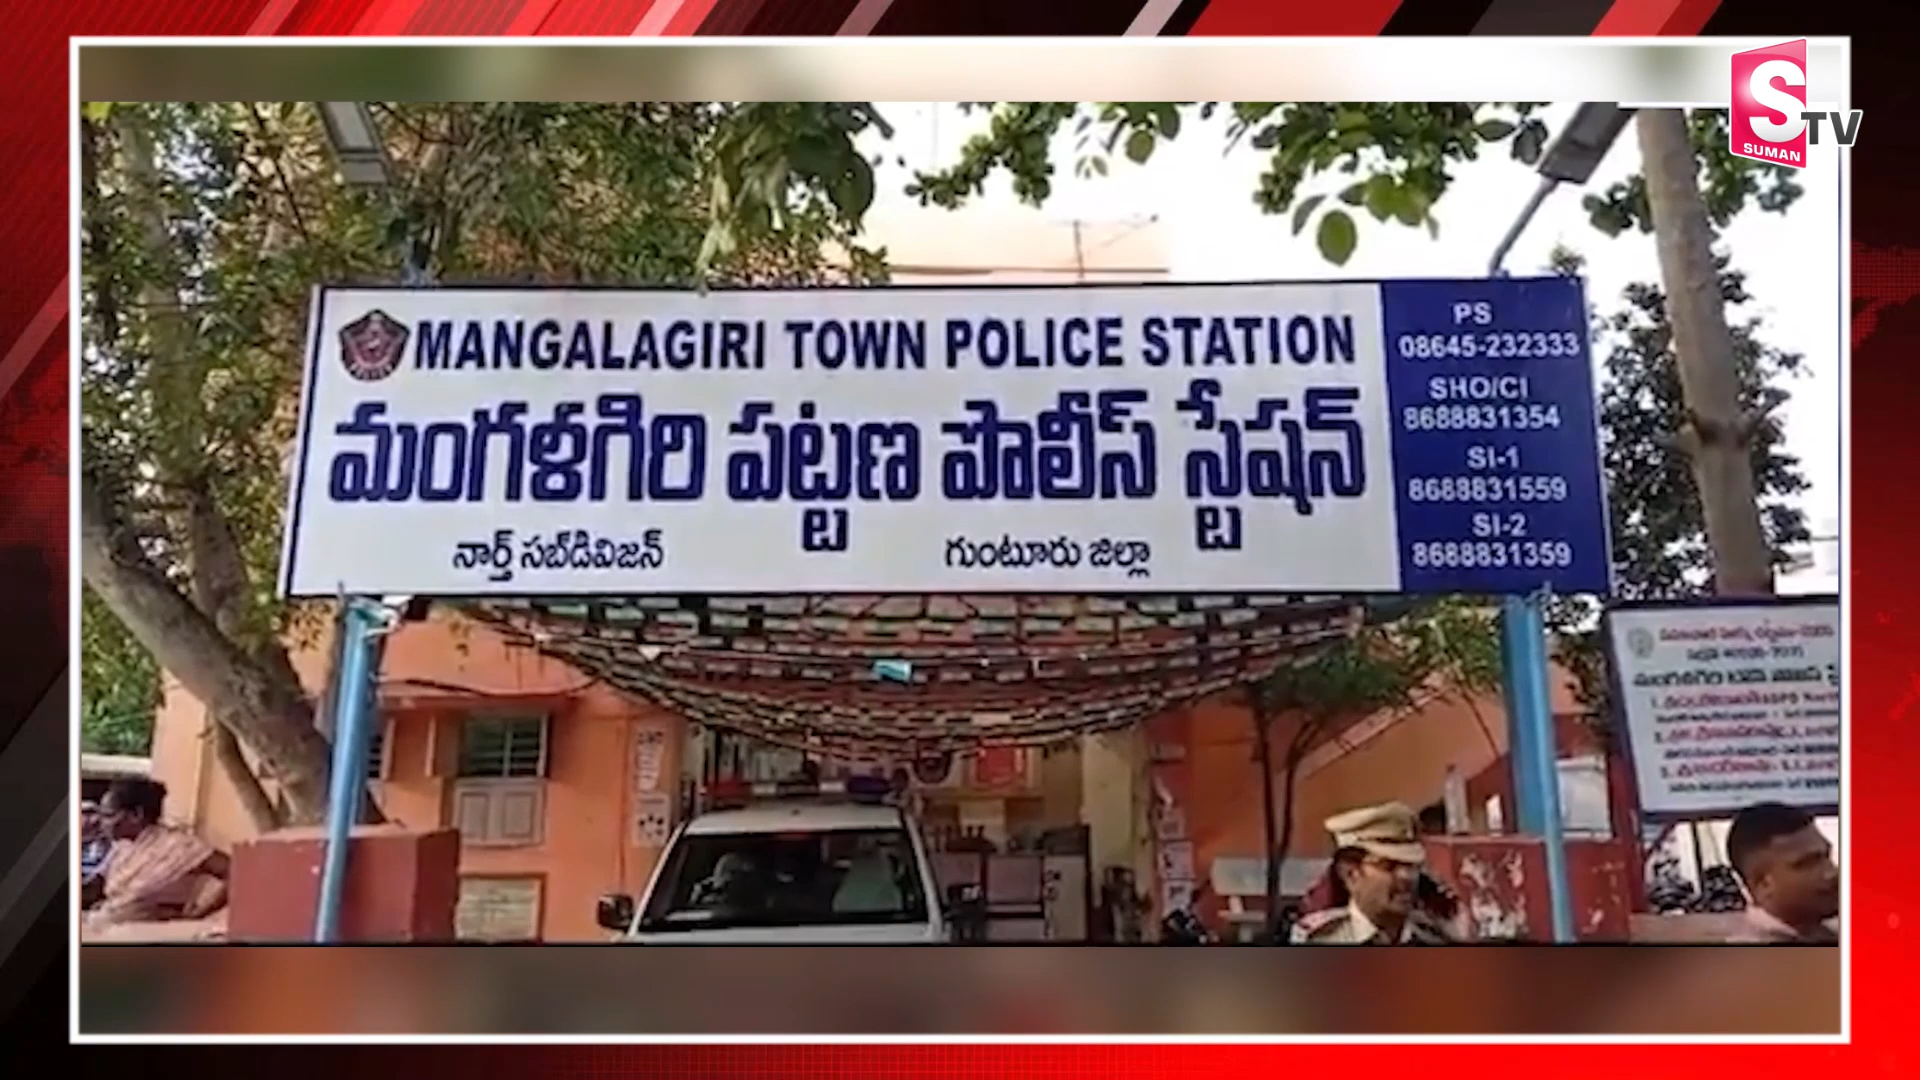 S
SUMAN
TV
MANGALAGIRI TOWN POLICE STATION
మంగళగిరి పట్టణ పొలీస్ స్టేషన్
నార్త్ సబ్‌డివిజన్
గుంటూరు జిల్లా
PS
08645-232333
SHO/CI
8688831354
SI-1
8688831559
SI-2
8688831359